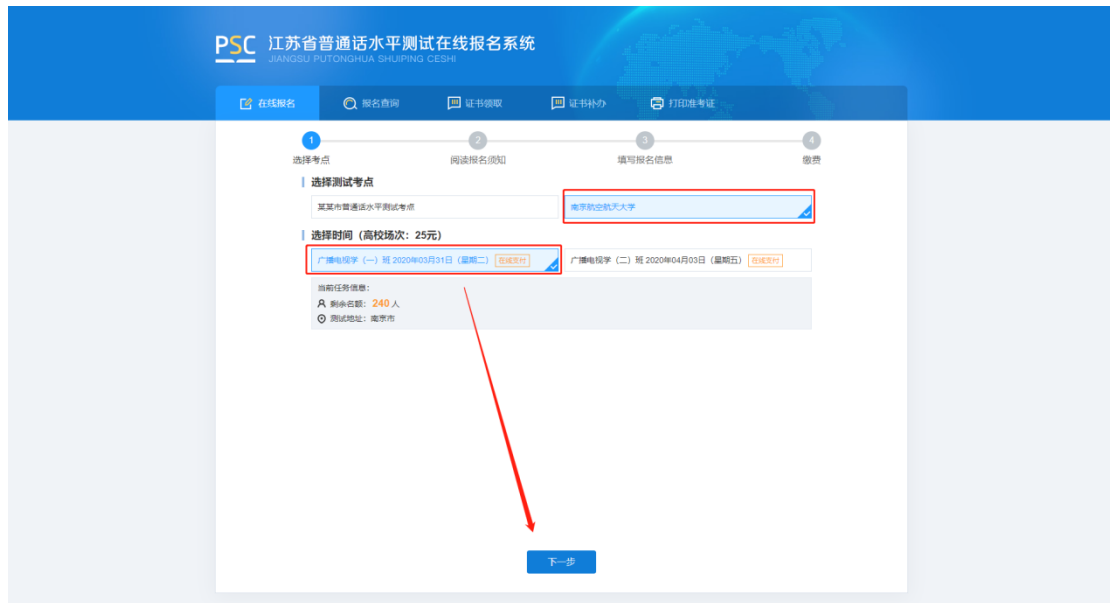 PSC 江苏省普通话水平测试在线报名系统
JIANGSU PUTONGHUA SHUIPING CESHI
在线报名 报名查询 证书领取 证书补办 打印准考证
1 2 3 4
选择考点 阅读报名须知 填写报名信息 缴费
选择测试考点
某某市普通话水平测试考点 南京航空航天大学
选择时间（高校场次：25元）
广播电视学（一）班 2020年03月31日（星期二） 在线支付 广播电视学（二）班 2020年04月03日（星期五） 在线支付
当前任务信息：
剩余名额：240 人
测试地址：南京市
下一步